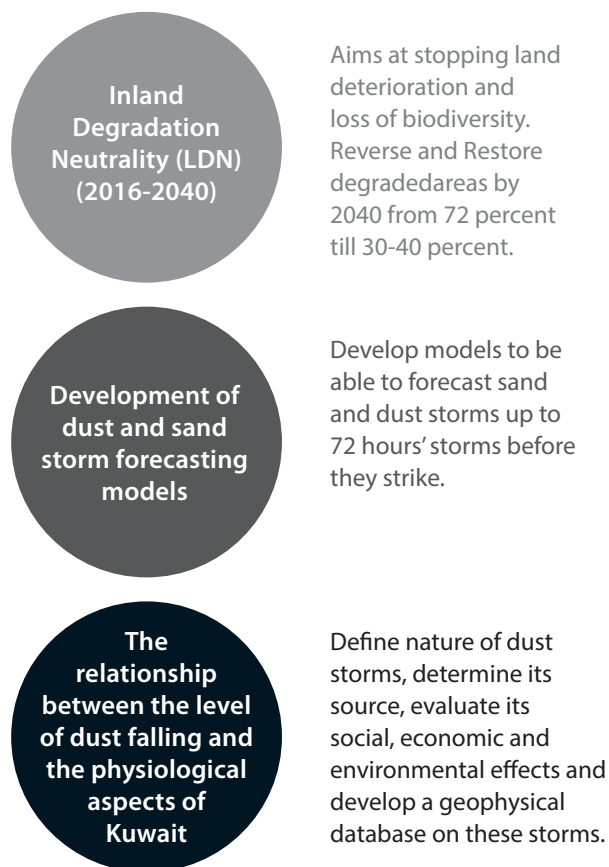 Inland
Degradation
Neutrality (LDN)
(2016-2040)
Aims at stopping land
deterioration and
loss of biodiversity.
Reverse and Restore
degradedareas by
2040 from 72 percent
till 30-40 percent.
Development of
dust and sand
storm forecasting
models
Develop models to be
able to forecast sand
and dust storms up to
72 hours’ storms before
they strike.
The
relationship
between the level
of dust falling and
the physiological
aspects of
Kuwait
Define nature of dust
storms, determine its
source, evaluate its
social, economic and
environmental effects and
develop a geophysical
database on these storms.